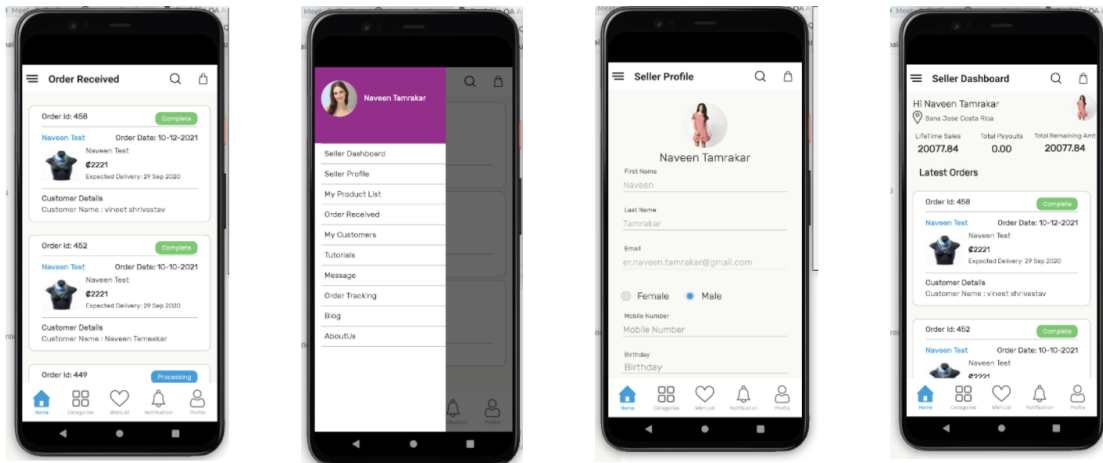 Order Received
Order Id: 458
Complete
Naveen Test
Order Date: 10-12-2021
Naveen Test
₡2221
Expected Delivery: 29 Sep 2020
Customer Details
Customer Name : vineet shrivastav
Order Id: 452
Complete
Naveen Test
Order Date: 10-10-2021
Naveen Test
₡2221
Expected Delivery: 29 Sep 2020
Customer Details
Customer Name : Naveen Tameakar
Order Id: 449
Processing
Home
Categories
Wishlist
Notification
Profile
Naveen Tamrakar
Seller Dashboard
Seller Profile
My Product List
Order Received
My Customers
Tutorials
Message
Order Tracking
Blog
AboutUs
Profile
Seller Profile
Naveen Tamrakar
First Name
Naveen
Last Name
Tamrakar
Email
er.naveen.tamrakar@gmail.com
Female
Male
Mobile Number
Mobile Number
Birthday
Birthday
Home
Categories
Wishlist
Notification
Profile
Seller Dashboard
Hi Naveen Tamrakar
Sans Jose Costa Rica
LifeTime Sales
Total Payouts
Total Remaining Amt
20077.84
0.00
20077.84
Latest Orders
Order Id: 458
Complete
Naveen Test
Order Date: 10-12-2021
Naveen Test
₡2221
Expected Delivery: 29 Sep 2020
Customer Details
Customer Name : vineet shrivastav
Order Id: 452
Complete
Naveen Test
Order Date: 10-10-2021
Naveen Test
₡2221
Home
Categories
Wishlist
Notification
Profile